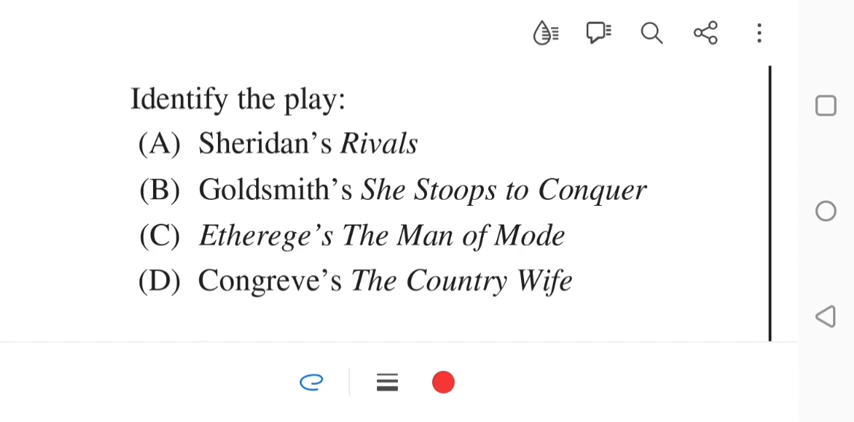 Identify the play:
(A) Sheridan’s Rivals
(B) Goldsmith’s She Stoops to Conquer
(C) Etherege’s The Man of Mode
(D) Congreve’s The Country Wife